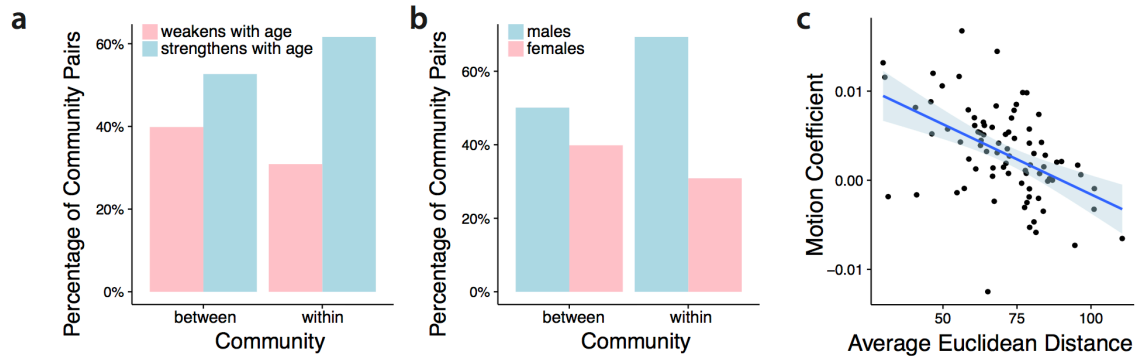 a
Percentage of Community Pairs
60%
40%
20%
0%
weakens with age
strengthens with age
between
within
Community
b
Percentage of Community Pairs
60%
40%
20%
0%
males
females
between
within
Community
c
Motion Coefficient
0.01
0.00
−0.01
50
75
100
Average Euclidean Distance